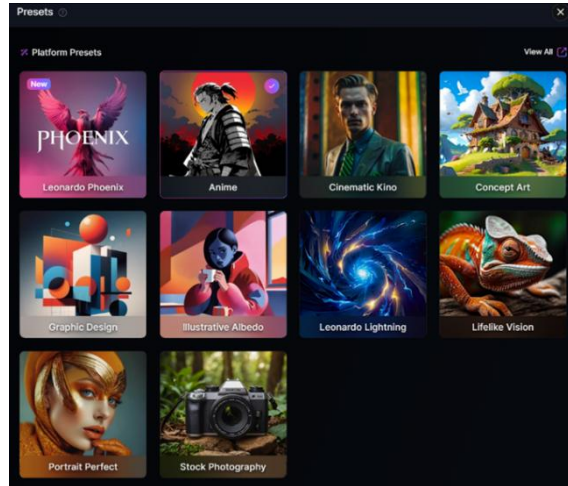 Presets
Platform Presets
View All
New
PHOENIX
Leonardo Phoenix
Anime
Cinematic Kino
Concept Art
Graphic Design
Illustrative Albedo
Leonardo Lightning
Lifelike Vision
Portrait Perfect
Stock Photography